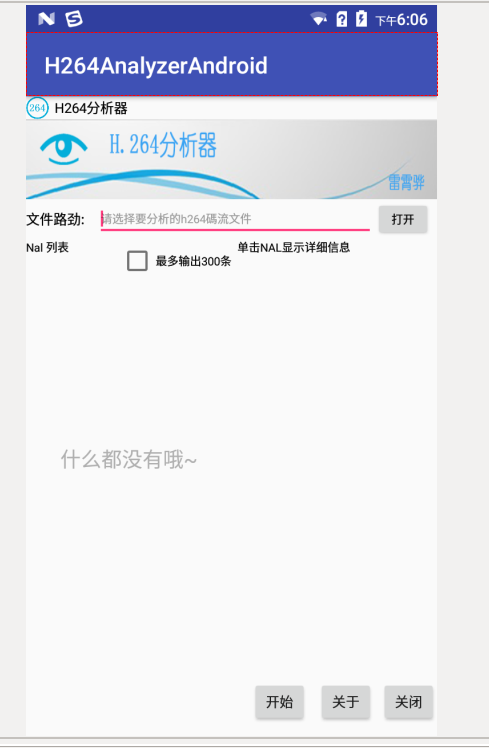 下午6:06
H264AnalyzerAndroid
264 H264分析器
H.264分析器
雷霄骅
文件路劲: 请选择要分析的h264碼流文件 打开
Nal 列表 单击NAL显示详细信息
最多输出300条
什么都没有哦~
开始 关于 关闭